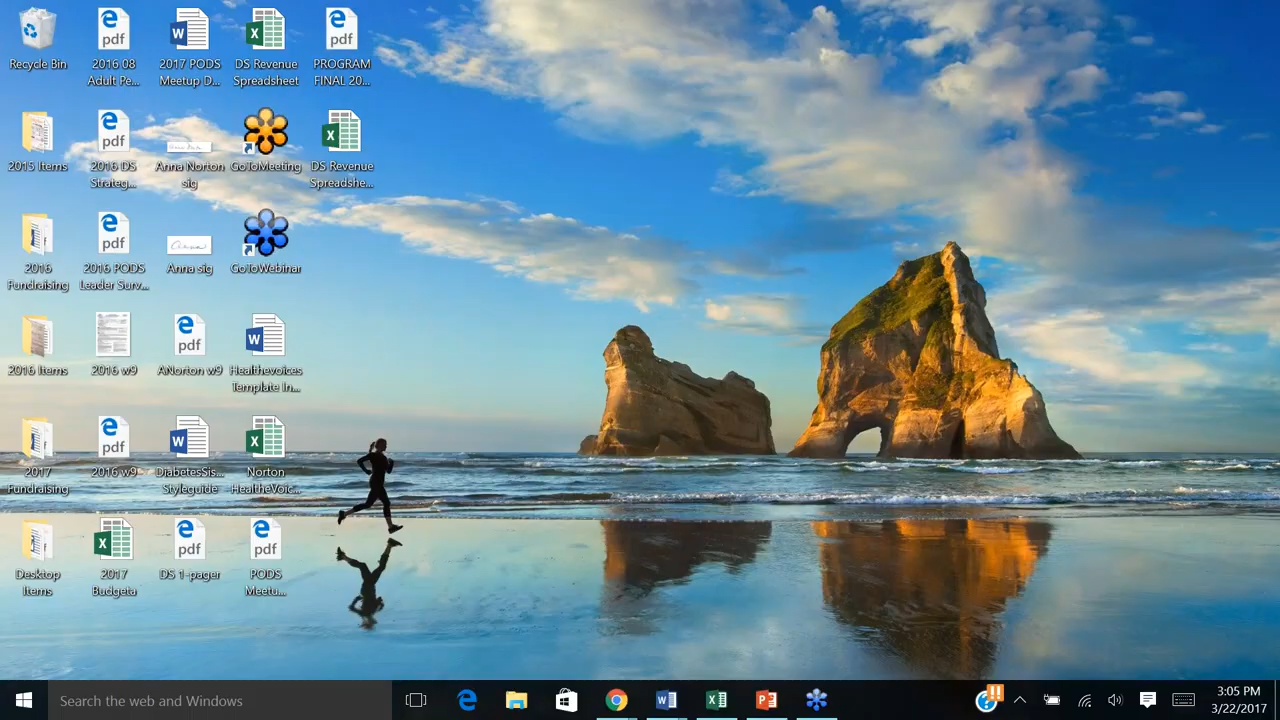 Recycle Bin
pdf
2016 08
Adult Pe...
W
2017 PODS
Meetup D...
X
DS Revenue
Spreadsheet
pdf
PROGRAM
FINAL 20...
2015 Items
pdf
2016 DS
Strateg...
Anna Norton
sig
GoToMeeting
X
DS Revenue
Spreadshe...
2016
Fundraising
pdf
2016 PODS
Leader Surv...
Anna
Anna sig
GoToWebinar
2016 Items
2016 w9
pdf
ANorton w9
W
Healthevoices
Template In...
2017
Fundraising
pdf
2016 w9
W
DiabetesSis...
Styleguide
X
Norton
HealtheVoic...
Desktop
Items
X
2017
Budgeta
pdf
DS 1-pager
pdf
PODS
Meetu...
Search the web and Windows
3:05 PM
3/22/2017